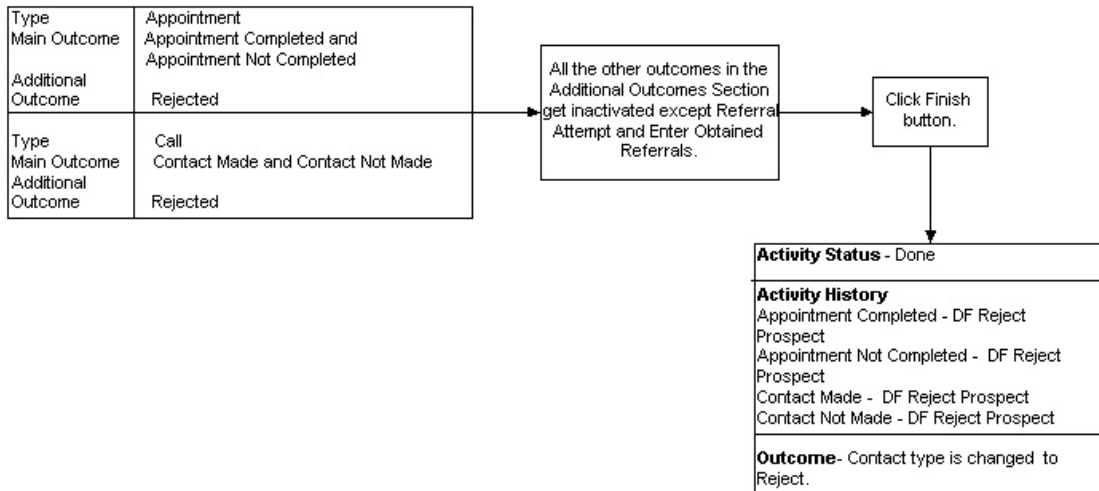 Type Appointment
Main Outcome Appointment Completed and
Appointment Not Completed
Additional
Outcome Rejected
Type Call
Main Outcome Contact Made and Contact Not Made
Additional
Outcome Rejected
All the other outcomes in the
Additional Outcomes Section
get inactivated except Referral
Attempt and Enter Obtained
Referrals.
Click Finish
button.
Activity Status - Done
Activity History
Appointment Completed - DF Reject
Prospect
Appointment Not Completed - DF Reject
Prospect
Contact Made - DF Reject Prospect
Contact Not Made - DF Reject Prospect
Outcome- Contact type is changed to
Reject.